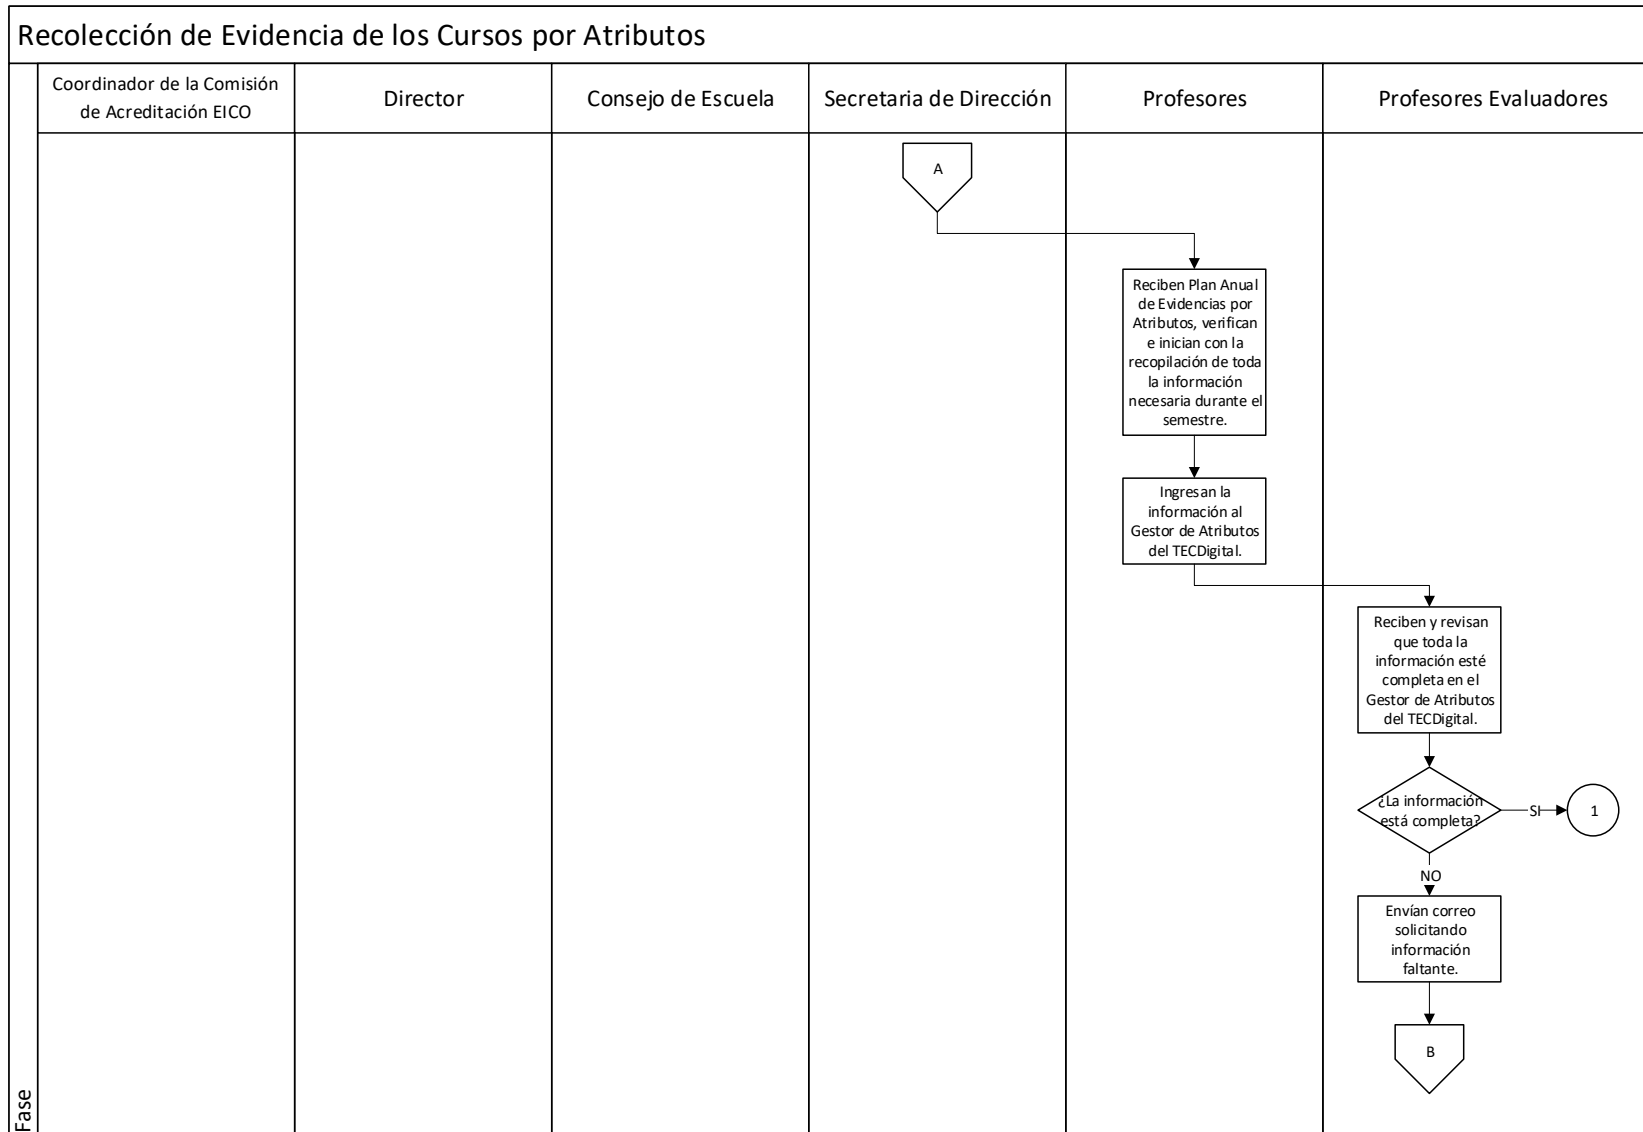 Recolección de Evidencia de los Cursos por Atributos
Coordinador de la Comisión
de Acreditación EICO
Director
Consejo de Escuela
Secretaria de Dirección
Profesores
Profesores Evaluadores
A
Reciben Plan Anual
de Evidencias por
Atributos, verifican
e inician con la
recopilación de toda
la información
necesaria durante el
semestre.
Ingresan la
información al
Gestor de Atributos
del TECDigital.
Reciben y revisan
que toda la
información esté
completa en el
Gestor de Atributos
del TECDigital.
¿La información
está completa?
SI
1
NO
Envían correo
solicitando
información
faltante.
B
Fase